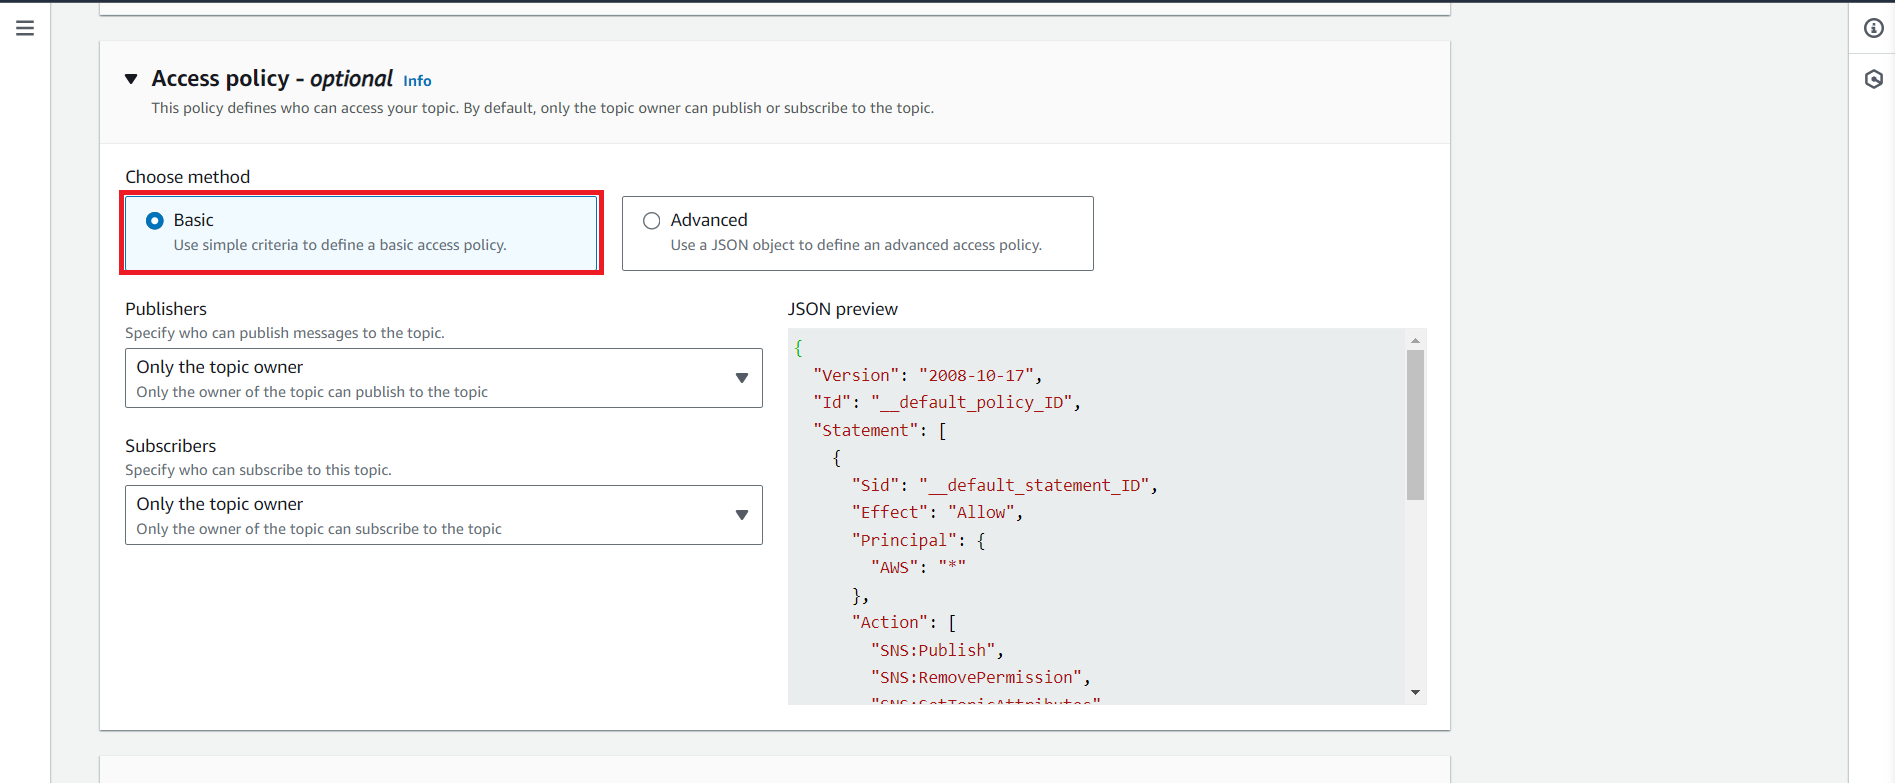 Access policy - optional Info
This policy defines who can access your topic. By default, only the topic owner can publish or subscribe to the topic.
Choose method
Basic
Use simple criteria to define a basic access policy.
Advanced
Use a JSON object to define an advanced access policy.
Publishers
Specify who can publish messages to the topic.
Only the topic owner
Only the owner of the topic can publish to the topic
Subscribers
Specify who can subscribe to this topic.
Only the topic owner
Only the owner of the topic can subscribe to the topic
JSON preview
{
"Version": "2008-10-17",
"Id": "__default_policy_ID",
"Statement": [
{
"Sid": "__default_statement_ID",
"Effect": "Allow",
"Principal": {
"AWS": "*"
},
"Action": [
"SNS:Publish",
"SNS:RemovePermission",
"SNS:SetTopicAttributes"